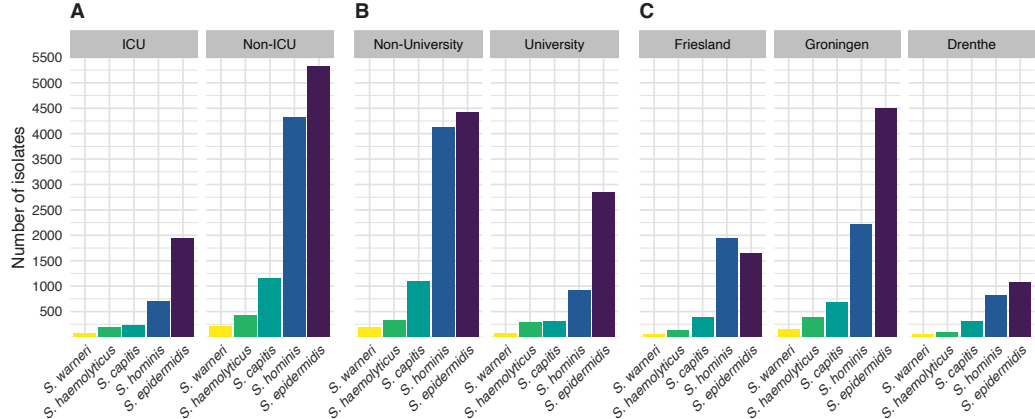 A
B
C
ICU
Non-ICU
Non-University
University
Friesland
Groningen
Drenthe
Number of isolates
5500
5000
4500
4000
3500
3000
2500
2000
1500
1000
500
S. warneri
S. haemolyticus
S. capitis
S. hominis
S. epidermidis
S. warneri
S. haemolyticus
S. capitis
S. hominis
S. epidermidis
S. warneri
S. haemolyticus
S. capitis
S. hominis
S. epidermidis
S. warneri
S. haemolyticus
S. capitis
S. hominis
S. epidermidis
S. warneri
S. haemolyticus
S. capitis
S. hominis
S. epidermidis
S. warneri
S. haemolyticus
S. capitis
S. hominis
S. epidermidis
S. warneri
S. haemolyticus
S. capitis
S. hominis
S. epidermidis